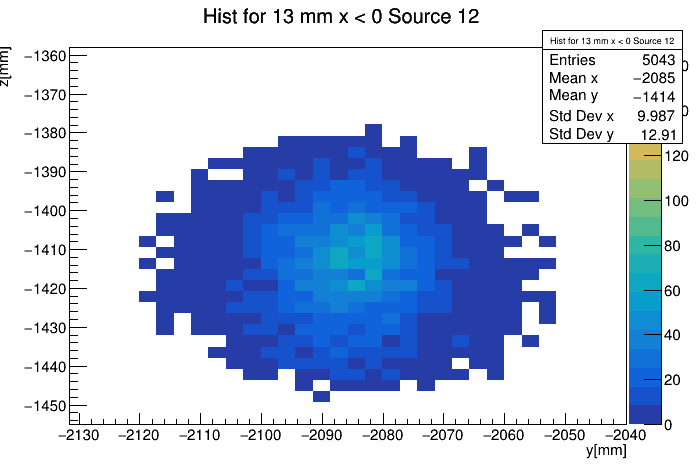 Hist for 13 mm x < 0 Source 12
z[mm]
Hist for 13 mm x < 0 Source 12
Entries 5043
Mean x −2085
Mean y −1414
Std Dev x 9.987
Std Dev y 12.91
−1360
−1370
−1380
−1390
−1400
−1410
−1420
−1430
−1440
−1450
0
0
120
100
80
60
40
20
0
−2130 −2120 −2110 −2100 −2090 −2080 −2070 −2060 −2050 −2040
y[mm]